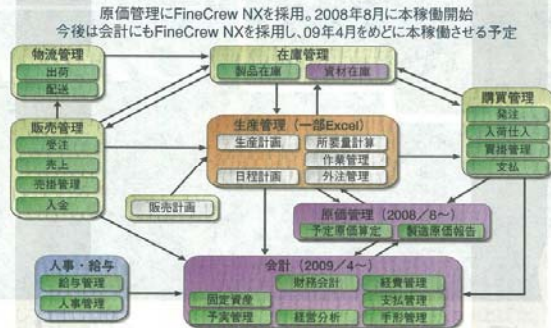 原価管理にFineCrew NXを採用。2008年8月に本稼働開始
今後は会計にもFineCrew NXを採用し、09年4月をめどに本稼働させる予定
物流管理
出荷
配送
在庫管理
製品在庫 資材在庫
購買管理
発注
入荷仕入
買掛管理
支払
販売管理
受注
売上
売掛管理
入金
生産管理（一部Excel）
生産計画 所要量計算
作業管理
日程計画 外注管理
販売計画
原価管理（2008／8～）
予定原価算定 製造原価報告
人事・給与
給与管理
人事管理
会計（2009／4～）
財務会計 経費管理
固定資産 支払管理
予実管理 経営分析 手形管理